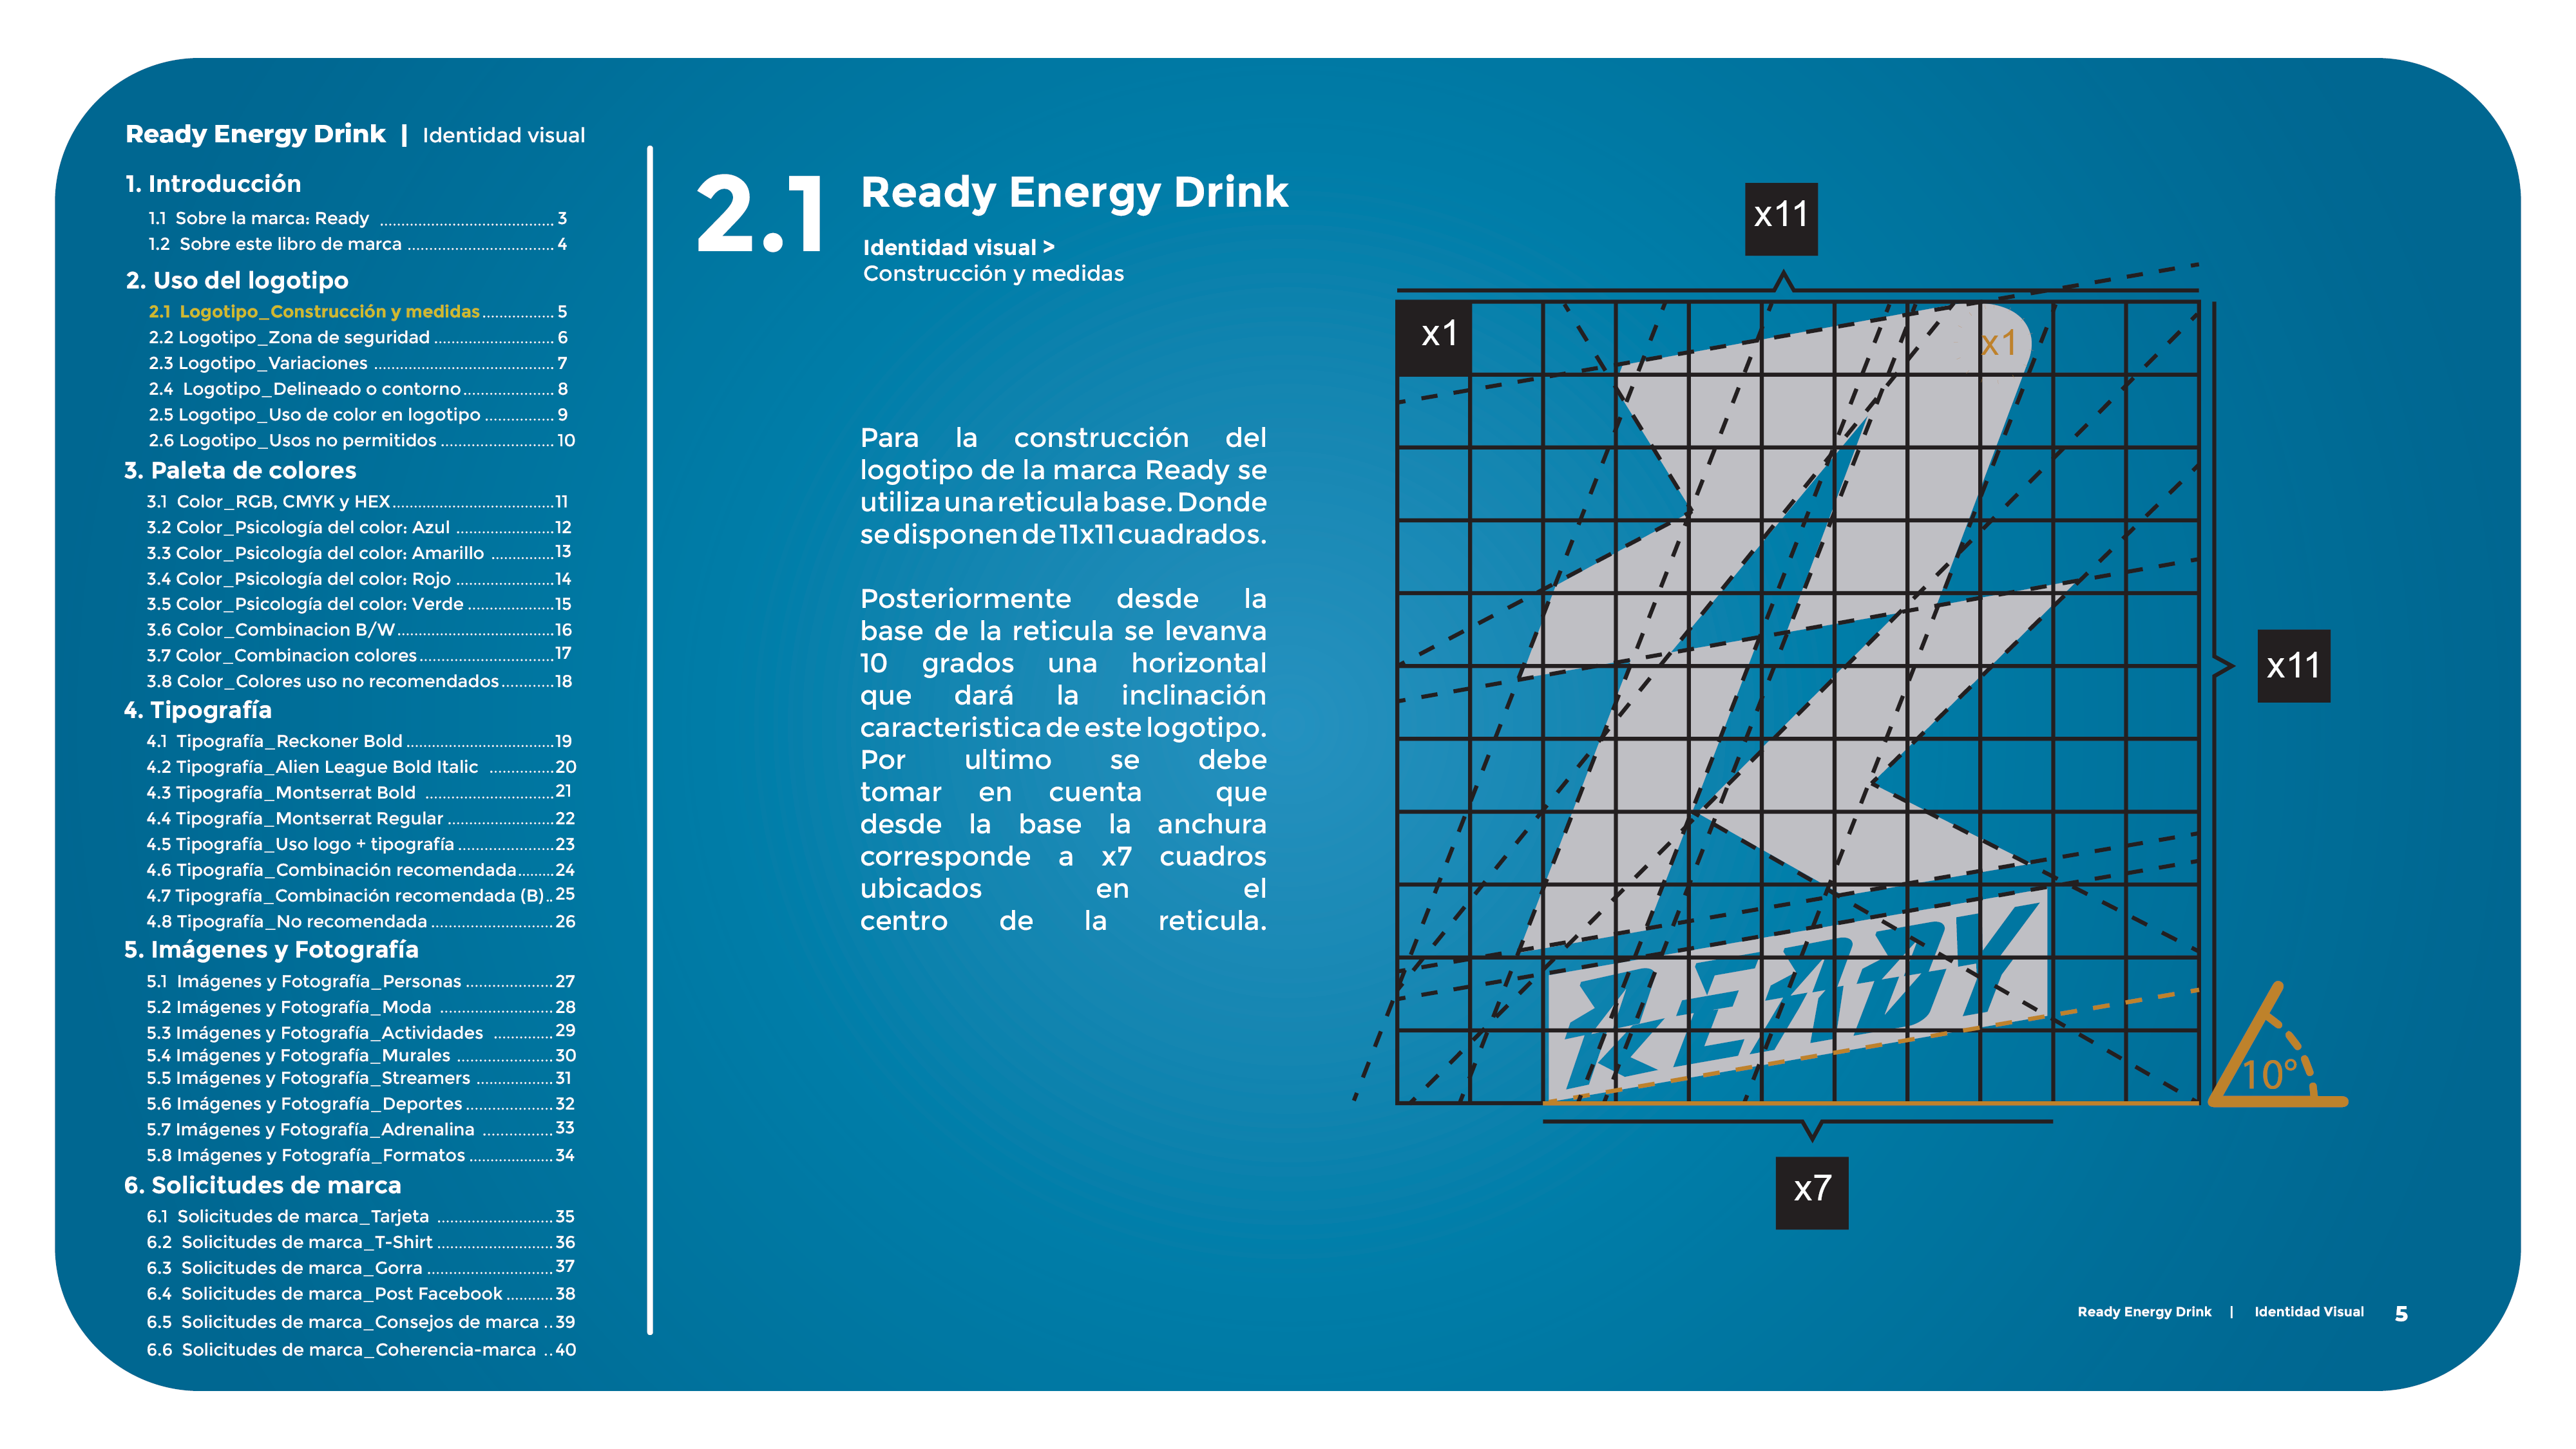 Ready Energy Drink | Identidad visual
1. Introducción
1.1 Sobre la marca: Ready ............................... 3
1.2 Sobre este libro de marca .......................... 4
2. Uso del logotipo
2.1 Logotipo_Construcción y medidas ................ 5
2.2 Logotipo_Zona de seguridad ........................... 6
2.3 Logotipo_Variaciones ........................................ 7
2.4 Logotipo_Delineado o contorno .................... 8
2.5 Logotipo_Uso de color en logotipo ............... 9
2.6 Logotipo_Usos no permitidos ......................... 10
3. Paleta de colores
3.1 Color_RGB, CMYK y HEX .................................... 11
3.2 Color_Psicología del color: Azul ...................... 12
3.3 Color_Psicología del color: Amarillo .............. 13
3.4 Color_Psicología del color: Rojo ...................... 14
3.5 Color_Psicología del color: Verde ................... 15
3.6 Color_Combinacion B/W ................................... 16
3.7 Color_Combinacion colores .............................. 17
3.8 Color_Colores uso no recomendados ............ 18
4. Tipografía
4.1 Tipografía_Reckoner Bold ................................. 19
4.2 Tipografía_Alien League Bold Italic .............. 20
4.3 Tipografía_Montserrat Bold ............................. 21
4.4 Tipografía_Montserrat Regular ........................ 22
4.5 Tipografía_Uso logo + tipografía ..................... 23
4.6 Tipografía_Combinación recomendada ........ 24
4.7 Tipografía_Combinación recomendada (B) .. 25
4.8 Tipografía_No recomendada ........................... 26
5. Imágenes y Fotografía
5.1 Imágenes y Fotografía_Personas ................... 27
5.2 Imágenes y Fotografía_Moda ......................... 28
5.3 Imágenes y Fotografía_Actividades ............. 29
5.4 Imágenes y Fotografía_Murales ..................... 30
5.5 Imágenes y Fotografía_Streamers ................. 31
5.6 Imágenes y Fotografía_Deportes ................... 32
5.7 Imágenes y Fotografía_Adrenalina ................ 33
5.8 Imágenes y Fotografía_Formatos ................... 34
6. Solicitudes de marca
6.1 Solicitudes de marca_Tarjeta .......................... 35
6.2 Solicitudes de marca_T-Shirt .......................... 36
6.3 Solicitudes de marca_Gorra ............................ 37
6.4 Solicitudes de marca_Post Facebook ........... 38
6.5 Solicitudes de marca_Consejos de marca .. 39
6.6 Solicitudes de marca_Coherencia-marca .. 40
2.1
Ready Energy Drink
Identidad visual >
Construcción y medidas
Para la construcción del
logotipo de la marca Ready se
utiliza una reticula base. Donde
se disponen de 11x11 cuadrados.
Posteriormente desde la
base de la reticula se levanva
10 grados una horizontal
que dará la inclinación
caracteristica de este logotipo.
Por ultimo se debe
tomar en cuenta que
desde la base la anchura
corresponde a x7 cuadros
ubicados en el
centro de la reticula.
x11
x1
x1
x11
READY
10°
x7
Ready Energy Drink | Identidad Visual 5